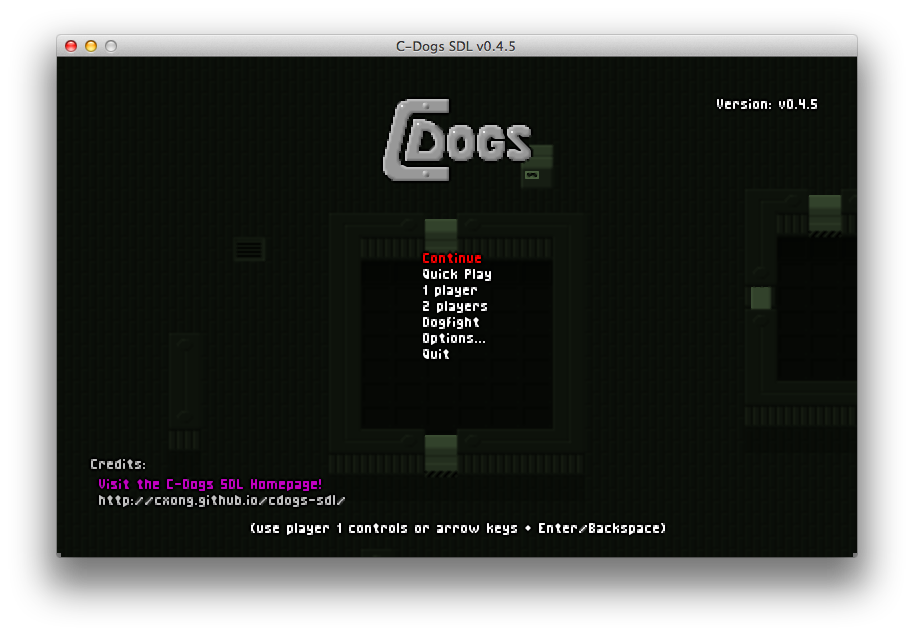 C-Dogs SDL v0.4.5
Version: v0.4.5
CDOGS
Continue
Quick Play
1 player
2 players
Dogfight
Options...
Quit
Credits:
Visit the C-Dogs SDL Homepage!
http://cxong.github.io/cdogs-sdl/
(use player 1 controls or arrow keys + Enter/Backspace)